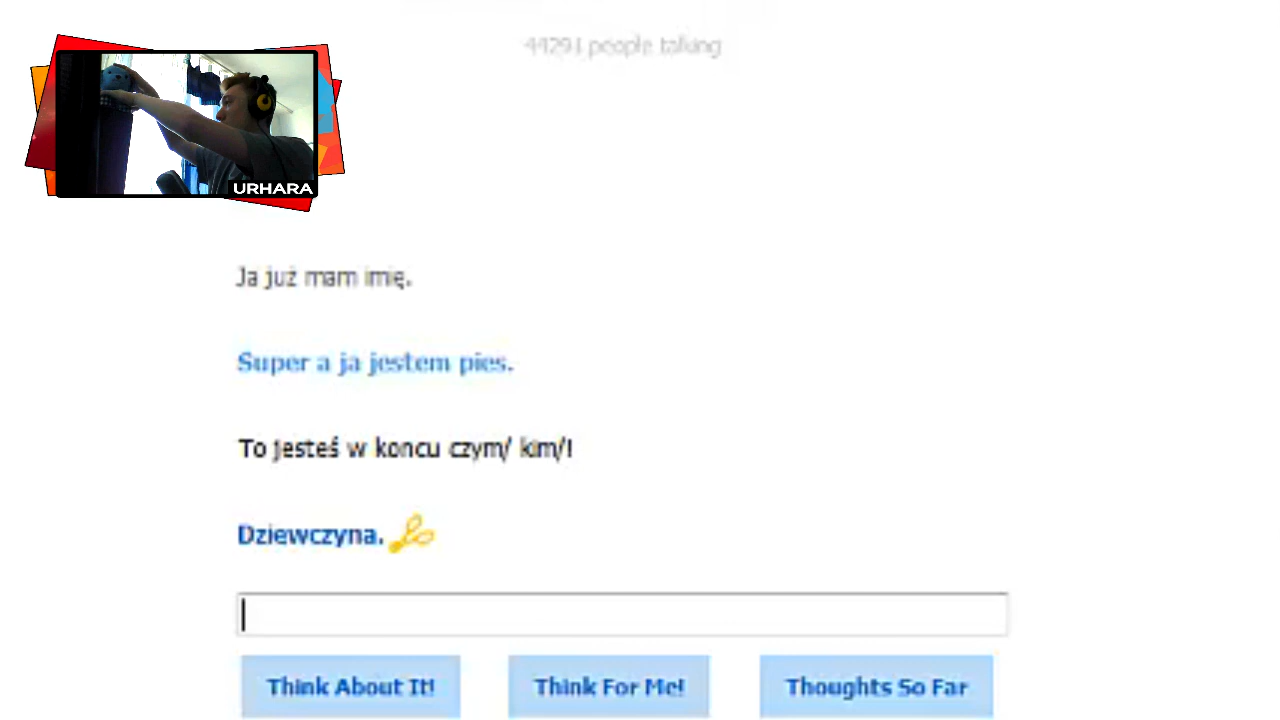 44291 people talking
URHARA
Ja już mam imię.
Super a ja jestem pies.
To jesteś w koncu czym/ kim/!
Dziewczyna.
Think About It!
Think For Me!
Thoughts So Far